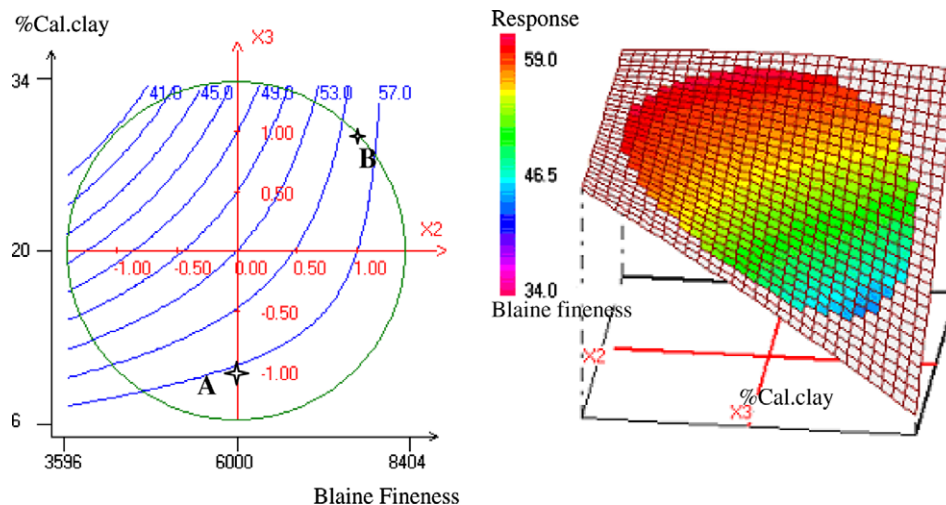 %Cal.clay
X3
34
41.0 45.0 49.0 53.0 57.0
1.00
B
0.50
X2
20
-1.00 -0.50 0.00 0.50 1.00
-0.50
A
-1.00
6
3596 6000 8404
Blaine Fineness
Response
59.0
46.5
34.0
Blaine fineness
X2
%Cal.clay
X3